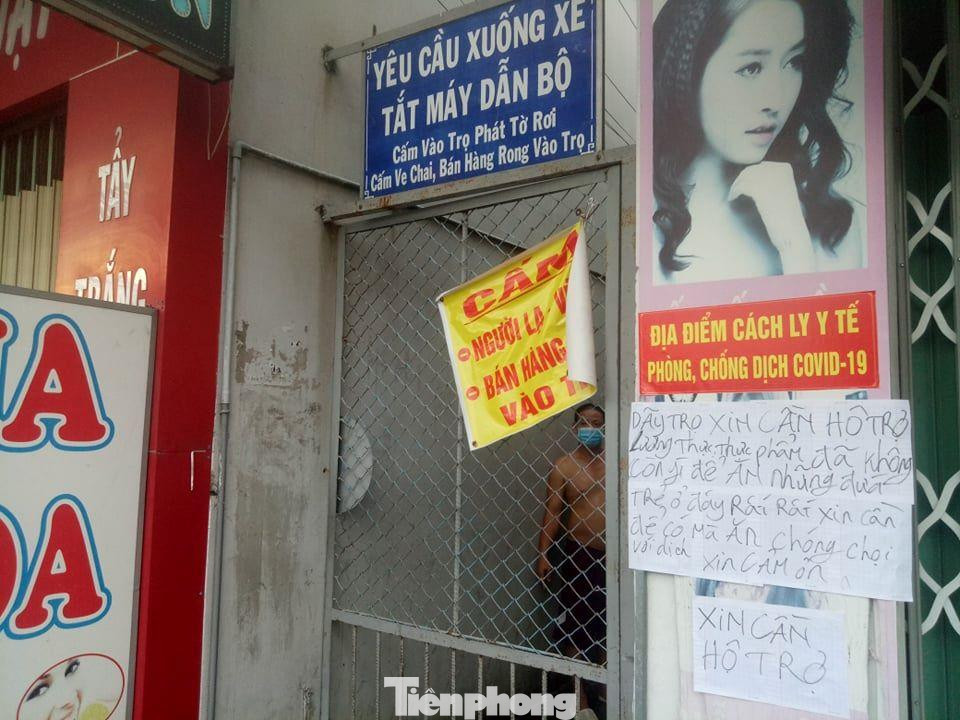 YÊU CẦU XUỐNG XE
TẮT MÁY DẪN BỘ
Cấm Vào Trọ Phát Tờ Rơi
Cấm Ve Chai, Bán Hàng Rong Vào Trọ
TẨY
TRẮNG
CẤM
NGƯỜI LẠ
BÁN HÀNG
VÀO
ĐỊA ĐIỂM CÁCH LY Y TẾ
PHÒNG, CHỐNG DỊCH COVID-19
DÃY TRỌ XIN CẦN HỖ TRỢ
Lương Thực, Thực phẩm đã không
CÒN gì để ĂN những đứa
TRẺ ở đây Rất Rất xin cần
để có Mà ĂN chống chọi
với dịch XIN CẢM ƠN
XIN CẦN
HỖ TRỢ
Tiềnphong